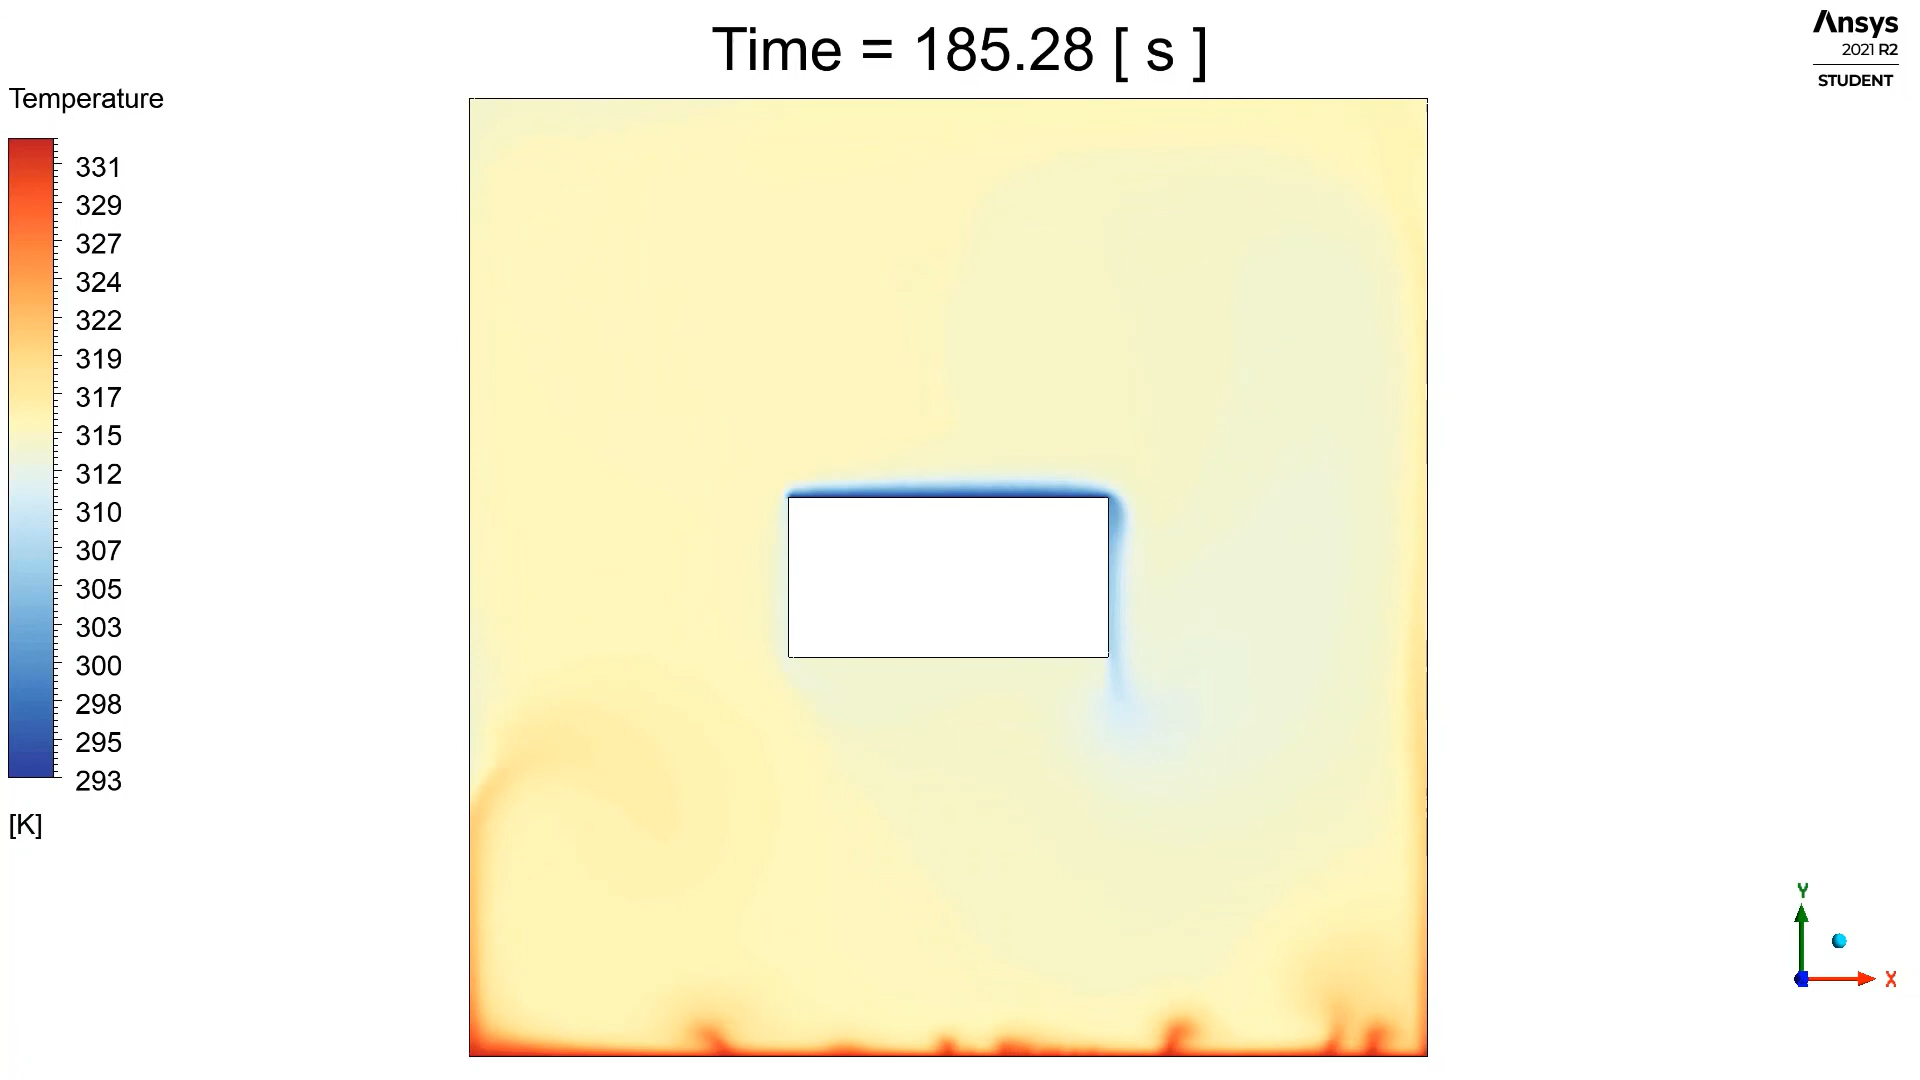 Time = 185.28 [ s ]
Ansys
2021 R2
STUDENT
Temperature
331
329
327
324
322
319
317
315
312
310
307
305
303
300
298
295
293
[K]
Y
X